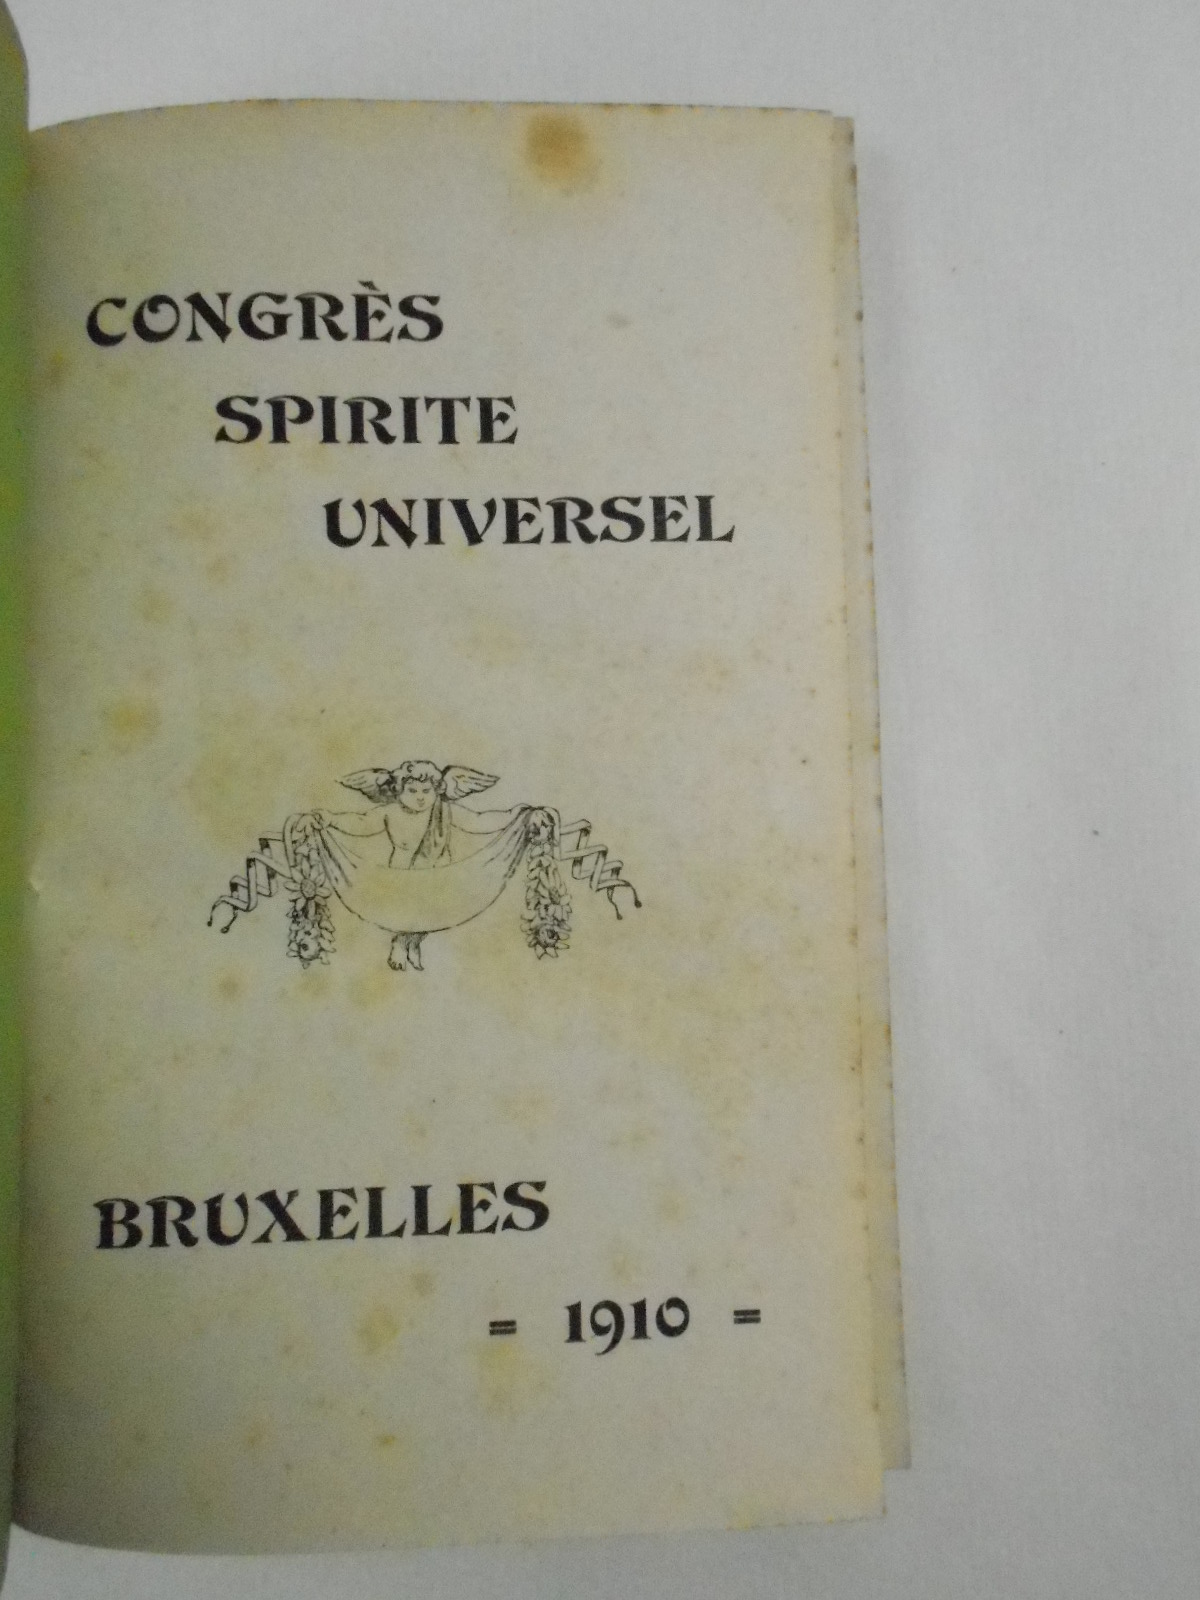 CONGRÈS
SPIRITE
UNIVERSEL
BRUXELLES
= 1910 =